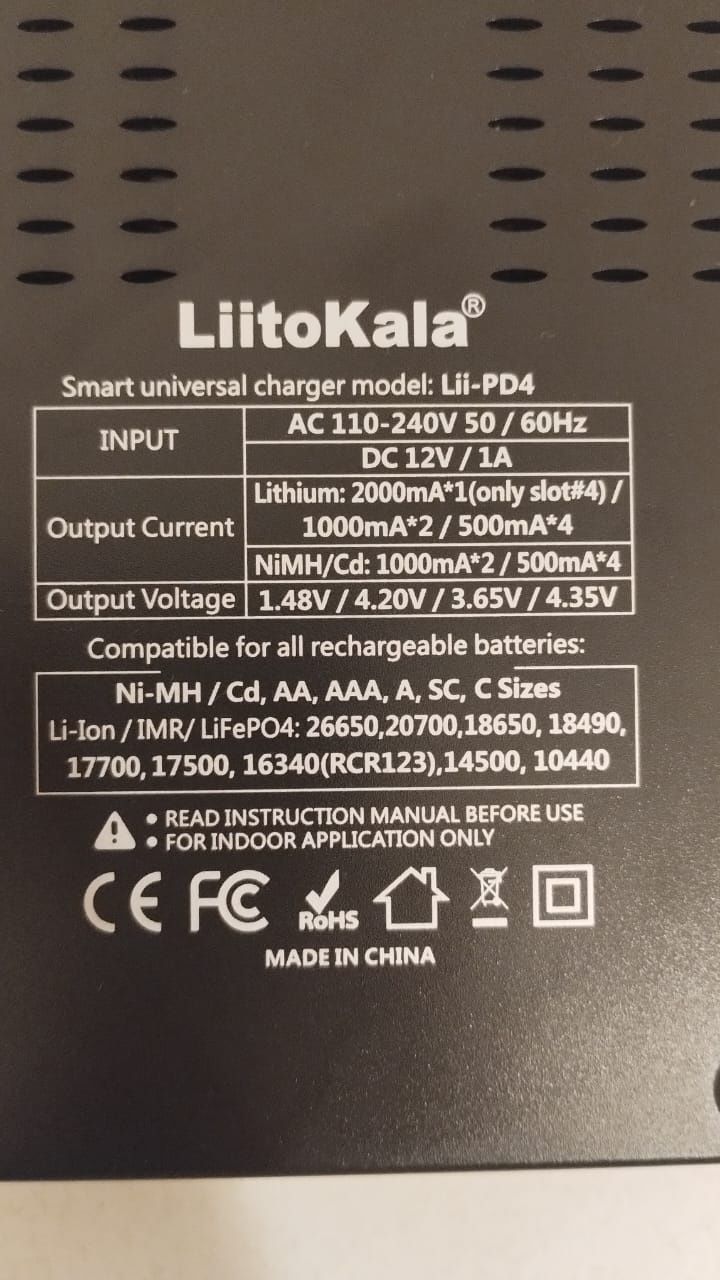 LiitoKala®
Smart universal charger model: Lii-PD4
INPUT
AC 110-240V 50 / 60Hz
DC 12V / 1A
Output Current
Lithium: 2000mA*1(only slot#4) /
1000mA*2 / 500mA*4
NiMH/Cd: 1000mA*2 / 500mA*4
Output Voltage
1.48V / 4.20V / 3.65V / 4.35V
Compatible for all rechargeable batteries:
Ni-MH / Cd, AA, AAA, A, SC, C Sizes
Li-Ion / IMR/ LiFePO4: 26650,20700,18650, 18490,
17700, 17500, 16340(RCR123),14500, 10440
• READ INSTRUCTION MANUAL BEFORE USE
• FOR INDOOR APPLICATION ONLY
CE FC RoHS
MADE IN CHINA